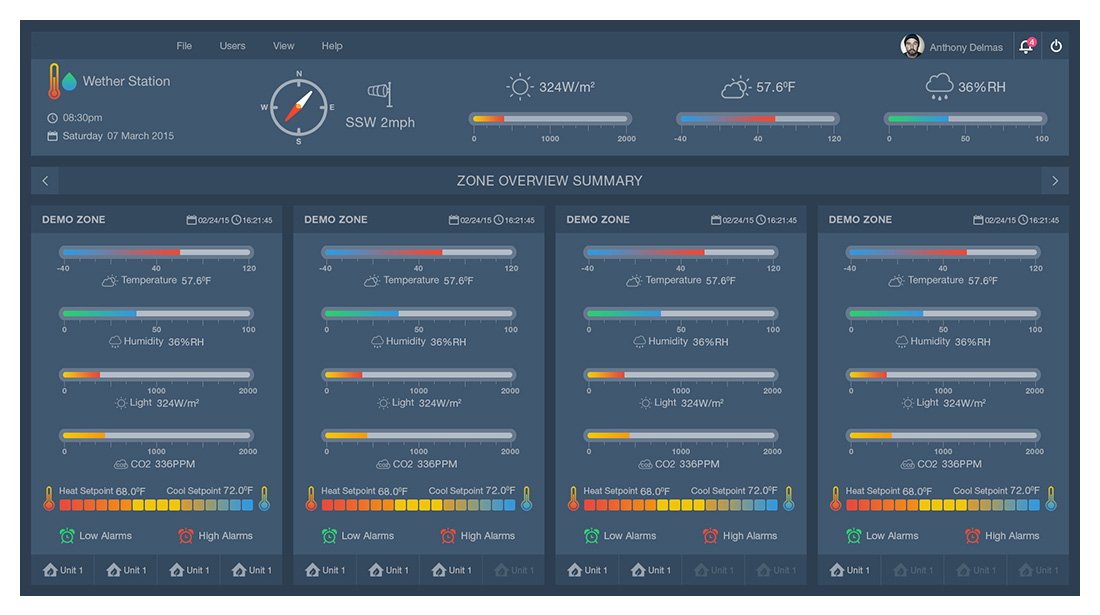 File Users View Help Anthony Delmas 4
Wether Station
08:30pm
Saturday 07 March 2015
N
W E
S
SSW 2mph
324W/m²
0 1000 2000
57.6ºF
-40 40 120
36%RH
0 50 100
ZONE OVERVIEW SUMMARY
DEMO ZONE 02/24/15 16:21:45
-40 40 120
Temperature 57.6ºF
0 50 100
Humidity 36%RH
0 1000 2000
Light 324W/m²
0 1000 2000
CO2 336PPM
Heat Setpoint 68.0ºF Cool Setpoint 72.0ºF
Low Alarms High Alarms
Unit 1 Unit 1 Unit 1 Unit 1
DEMO ZONE 02/24/15 16:21:45
-40 40 120
Temperature 57.6ºF
0 50 100
Humidity 36%RH
0 1000 2000
Light 324W/m²
0 1000 2000
CO2 336PPM
Heat Setpoint 68.0ºF Cool Setpoint 72.0ºF
Low Alarms High Alarms
Unit 1 Unit 1 Unit 1 Unit 1
DEMO ZONE 02/24/15 16:21:45
-40 40 120
Temperature 57.6ºF
0 50 100
Humidity 36%RH
0 1000 2000
Light 324W/m²
0 1000 2000
CO2 336PPM
Heat Setpoint 68.0ºF Cool Setpoint 72.0ºF
Low Alarms High Alarms
Unit 1 Unit 1 Unit 1 Unit 1
DEMO ZONE 02/24/15 16:21:45
-40 40 120
Temperature 57.6ºF
0 50 100
Humidity 36%RH
0 1000 2000
Light 324W/m²
0 1000 2000
CO2 336PPM
Heat Setpoint 68.0ºF Cool Setpoint 72.0ºF
Low Alarms High Alarms
Unit 1 Unit 1 Unit 1 Unit 1